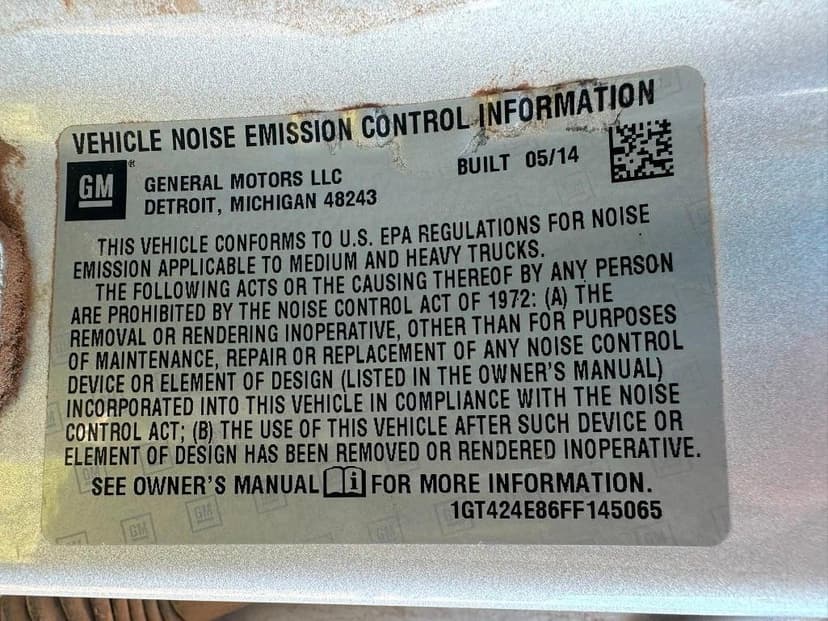 VEHICLE NOISE EMISSION CONTROL INFORMATION
GM ®
GENERAL MOTORS LLC
DETROIT, MICHIGAN 48243
BUILT 05/14
THIS VEHICLE CONFORMS TO U.S. EPA REGULATIONS FOR NOISE
EMISSION APPLICABLE TO MEDIUM AND HEAVY TRUCKS.
THE FOLLOWING ACTS OR THE CAUSING THEREOF BY ANY PERSON
ARE PROHIBITED BY THE NOISE CONTROL ACT OF 1972: (A) THE
REMOVAL OR RENDERING INOPERATIVE, OTHER THAN FOR PURPOSES
OF MAINTENANCE, REPAIR OR REPLACEMENT OF ANY NOISE CONTROL
DEVICE OR ELEMENT OF DESIGN (LISTED IN THE OWNER'S MANUAL)
INCORPORATED INTO THIS VEHICLE IN COMPLIANCE WITH THE NOISE
CONTROL ACT; (B) THE USE OF THIS VEHICLE AFTER SUCH DEVICE OR
ELEMENT OF DESIGN HAS BEEN REMOVED OR RENDERED INOPERATIVE.
SEE OWNER'S MANUAL i FOR MORE INFORMATION.
1GT424E86FF145065